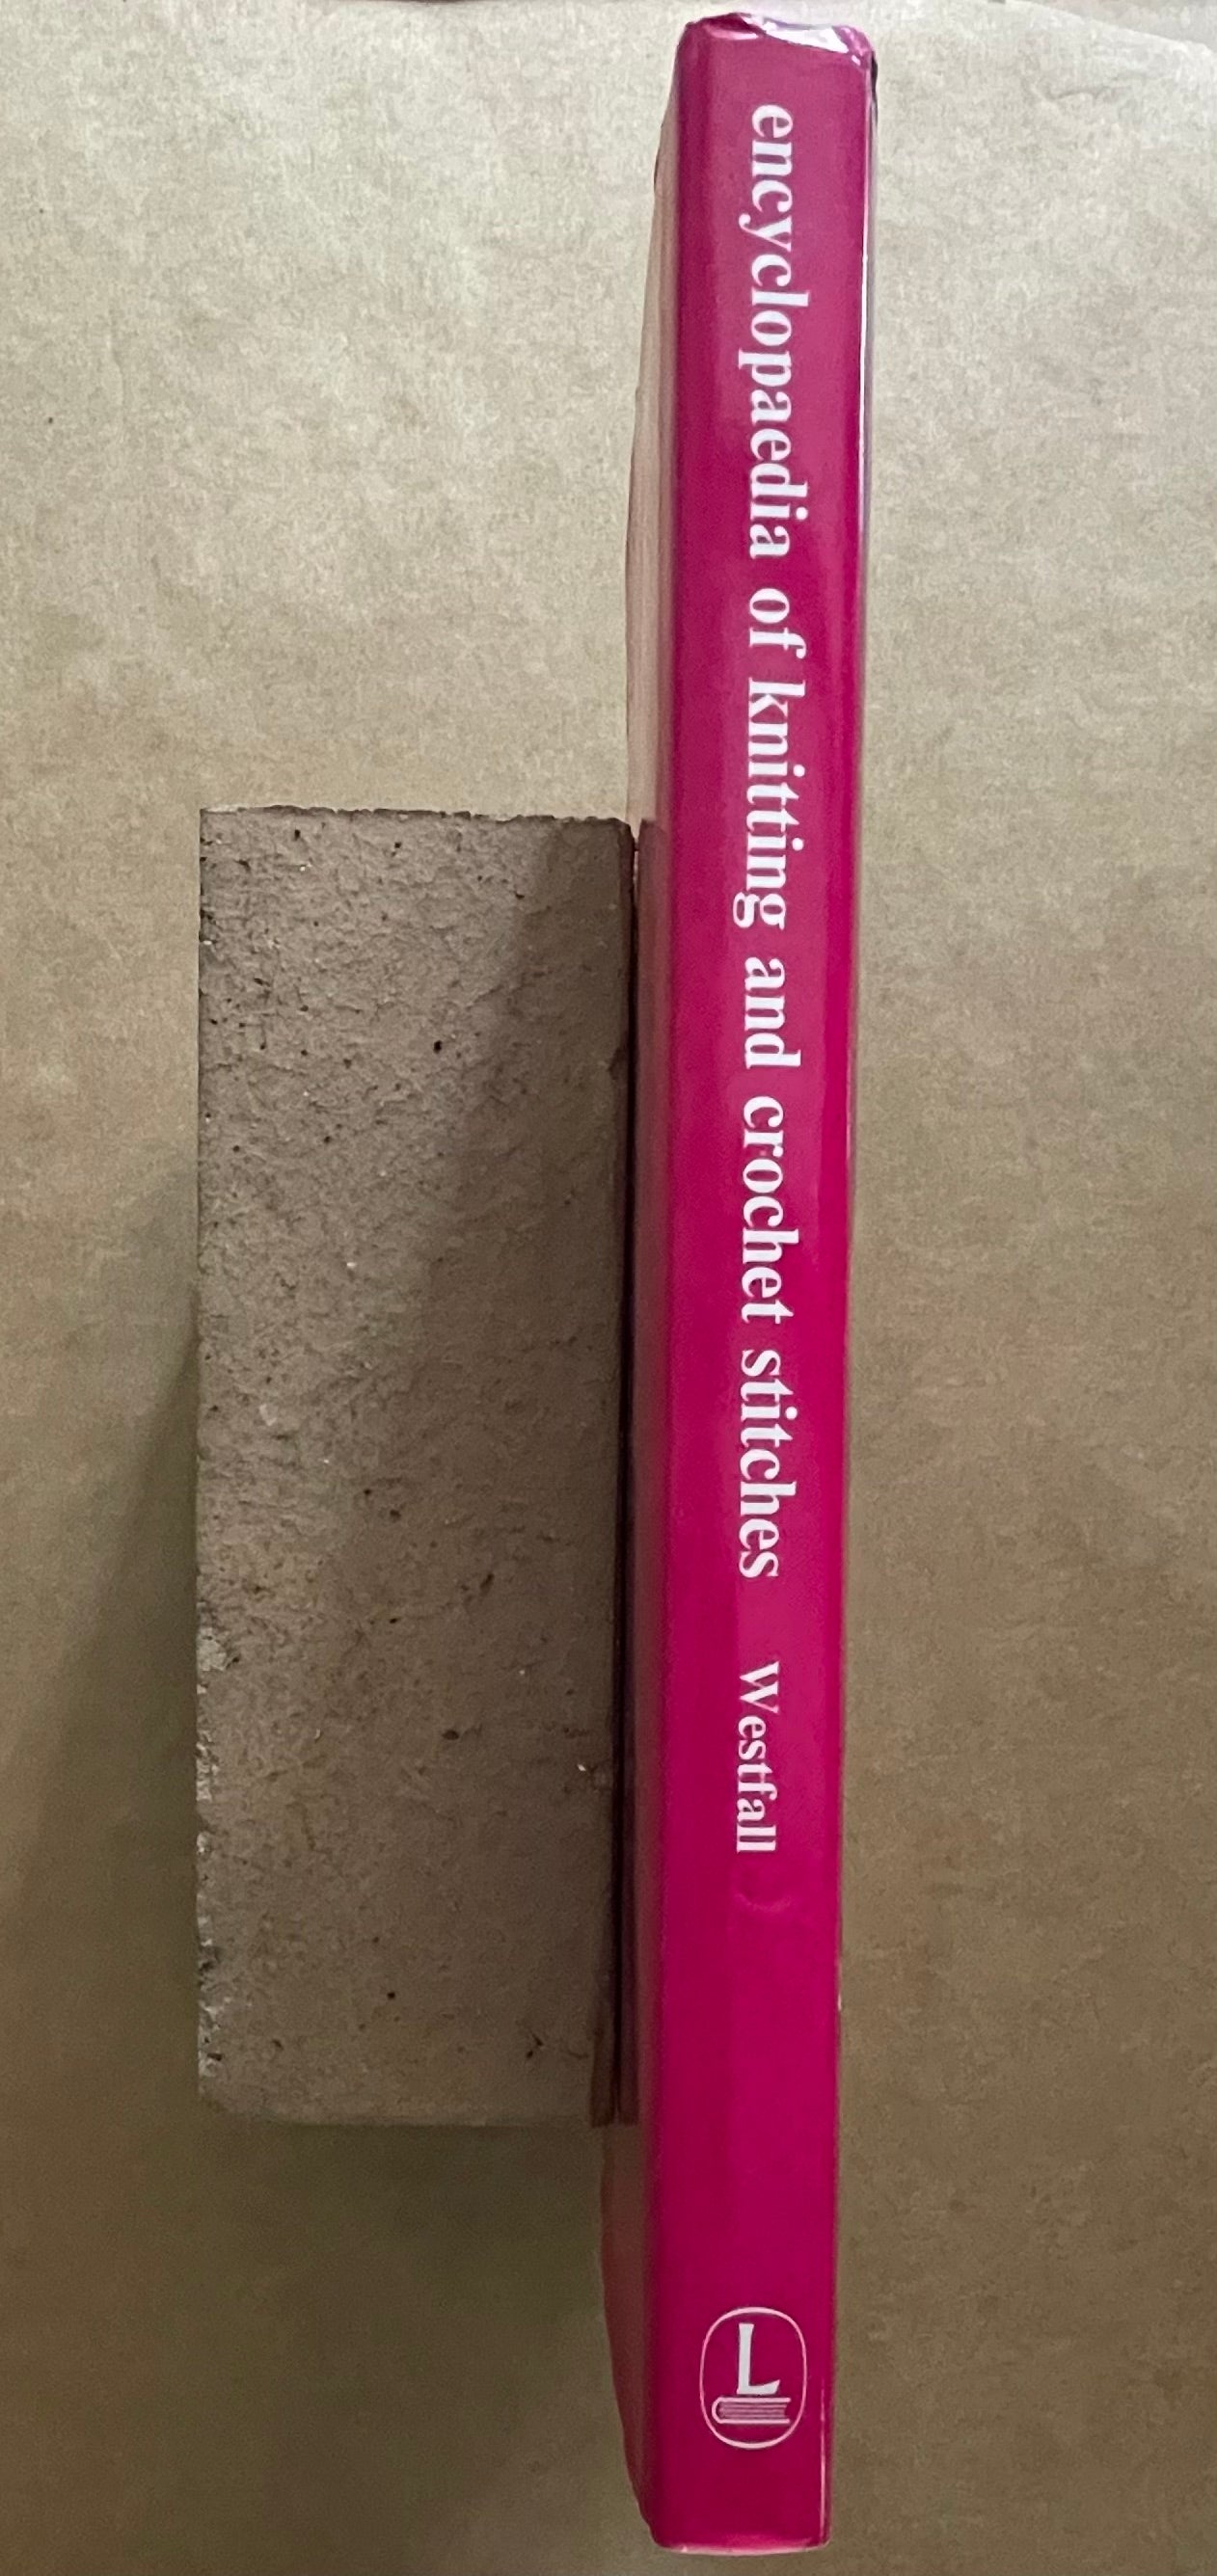 encyclopaedia of knitting and crochet stitches Westfall
L